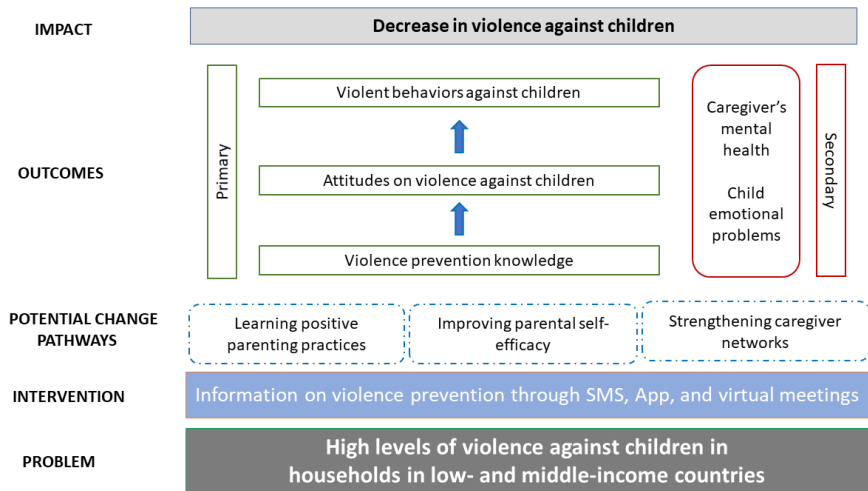 IMPACT
Decrease in violence against children
OUTCOMES
Primary
Violent behaviors against children
Attitudes on violence against children
Violence prevention knowledge
Caregiver's
mental
health
Child
emotional
problems
Secondary
POTENTIAL CHANGE
PATHWAYS
Learning positive
parenting practices
Improving parental self-
efficacy
Strengthening caregiver
networks
INTERVENTION
Information on violence prevention through SMS, App, and virtual meetings
PROBLEM
High levels of violence against children in
households in low- and middle-income countries